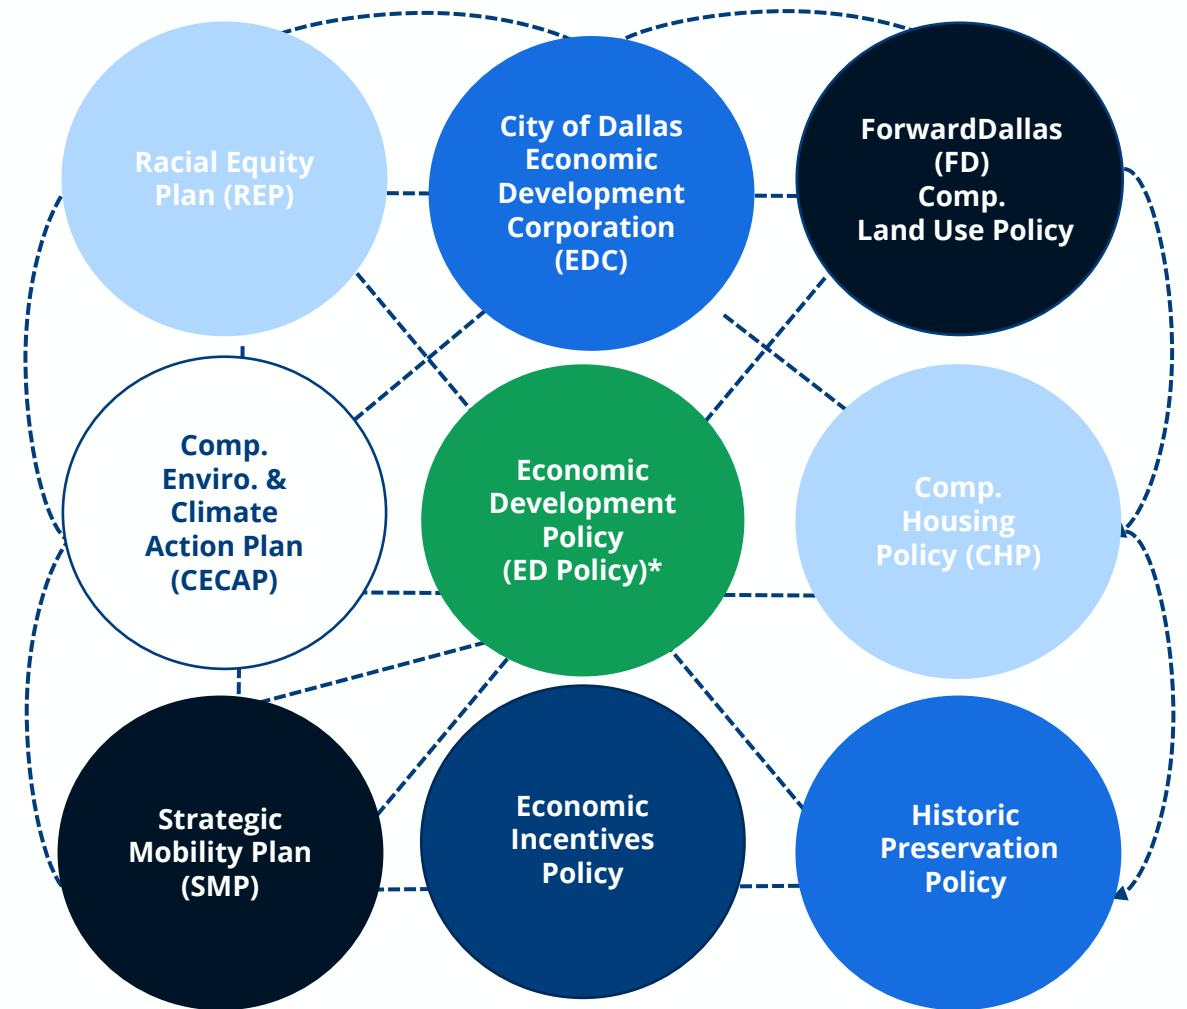 Racial Equity
Plan (REP)
City of Dallas
Economic
Development
Corporation
(EDC)
ForwardDallas
(FD)
Comp.
Land Use Policy
Comp.
Enviro. &
Climate
Action Plan
(CECAP)
Economic
Development
Policy
(ED Policy)*
Comp.
Housing
Policy (CHP)
Strategic
Mobility Plan
(SMP)
Economic
Incentives
Policy
Historic
Preservation
Policy